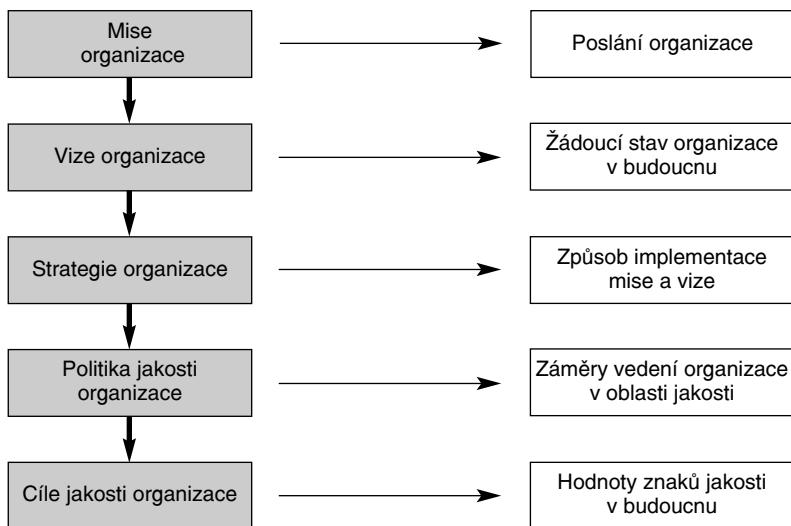 Mise
organizace
Poslání organizace
Vize organizace
Žádoucí stav organizace
v budoucnu
Strategie organizace
Způsob implementace
mise a vize
Politika jakosti
organizace
Záměry vedení organizace
v oblasti jakosti
Cíle jakosti organizace
Hodnoty znaků jakosti
v budoucnu